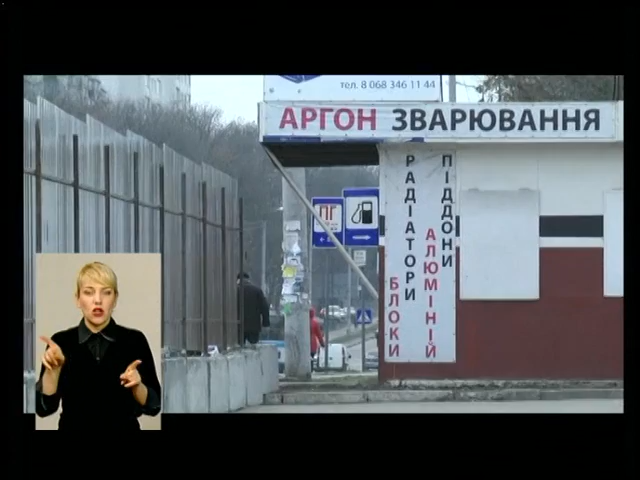 тел. 8 068 346 11 44
АРГОН ЗВАРЮВАННЯ
РАДІАТОРИ
ПІДДОНИ
БЛОКИ
АЛЮМІНІЙ
ПГ